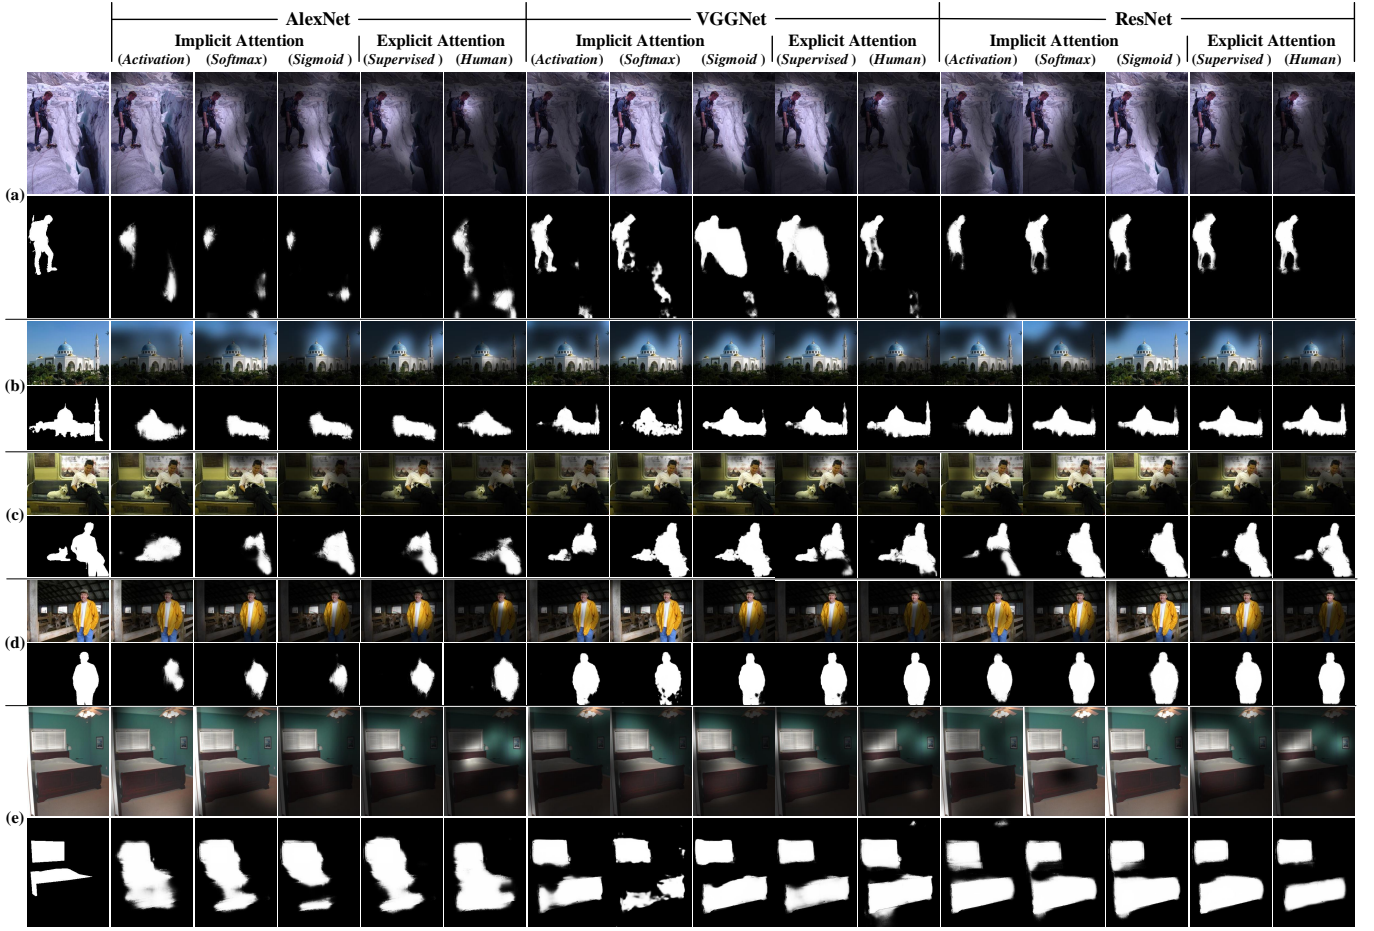 AlexNet VGGNet ResNet
Implicit Attention Explicit Attention Implicit Attention Explicit Attention Implicit Attention Explicit Attention
(Activation) (Softmax) (Sigmoid ) (Supervised ) (Human) (Activation) (Softmax) (Sigmoid ) (Supervised ) (Human) (Activation) (Softmax) (Sigmoid ) (Supervised ) (Human)
(a)
(b)
(c)
(d)
(e)